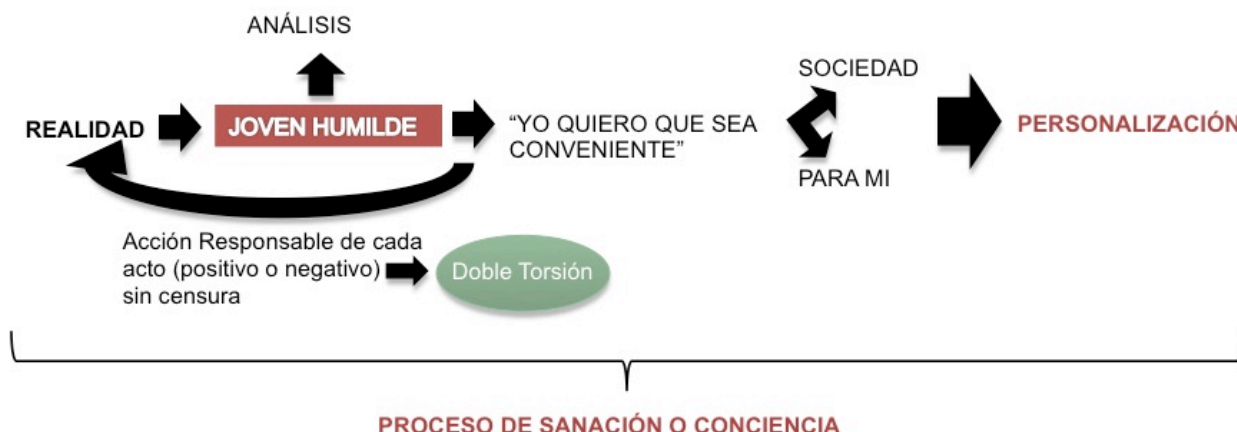 ANÁLISIS
SOCIEDAD
REALIDAD
JOVEN HUMILDE
“YO QUIERO QUE SEA
CONVENIENTE”
PERSONALIZACIÓN
PARA MI
Acción Responsable de cada
acto (positivo o negativo)
sin censura
Doble Torsión
PROCESO DE SANACIÓN O CONCIENCIA